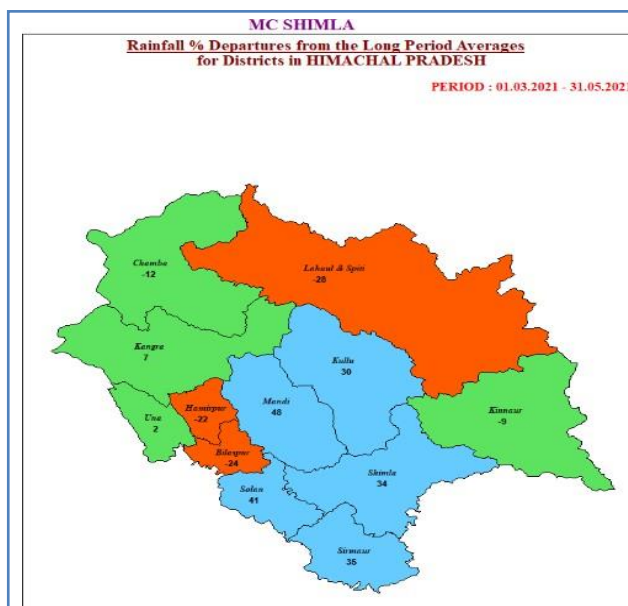 MC SHIMLA
Rainfall % Departures from the Long Period Averages
for Districts in HIMACHAL PRADESH
PERIOD : 01.03.2021 - 31.05.2021
Chamba
-12
Lahaul & Spiti
-28
Kangra
7
Kullu
30
Mandi
48
Hamirpur
-22
Una
2
Kinnaur
-9
Bilaspur
-24
Shimla
34
Solan
41
Sirmaur
35